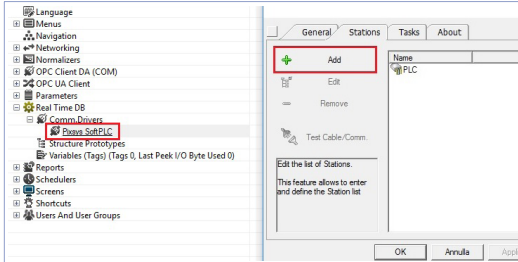 Language
Menus
Navigation
Networking
Normalizers
OPC Client DA (COM)
OPC UA Client
Parameters
Real Time DB
Comm.Drivers
Pixsys SoftPLC
Structure Prototypes
Variables (Tags) (Tags 0, Last Peek I/O Byte Used 0)
Reports
Schedulers
Screens
Shortcuts
Users And User Groups
General Stations Tasks About
Add
Edit
Remove
Test Cable/Comm.
Edit the list of Stations.
This feature allows to enter
and define the Station list
Name
PLC
OK Annulla Appl